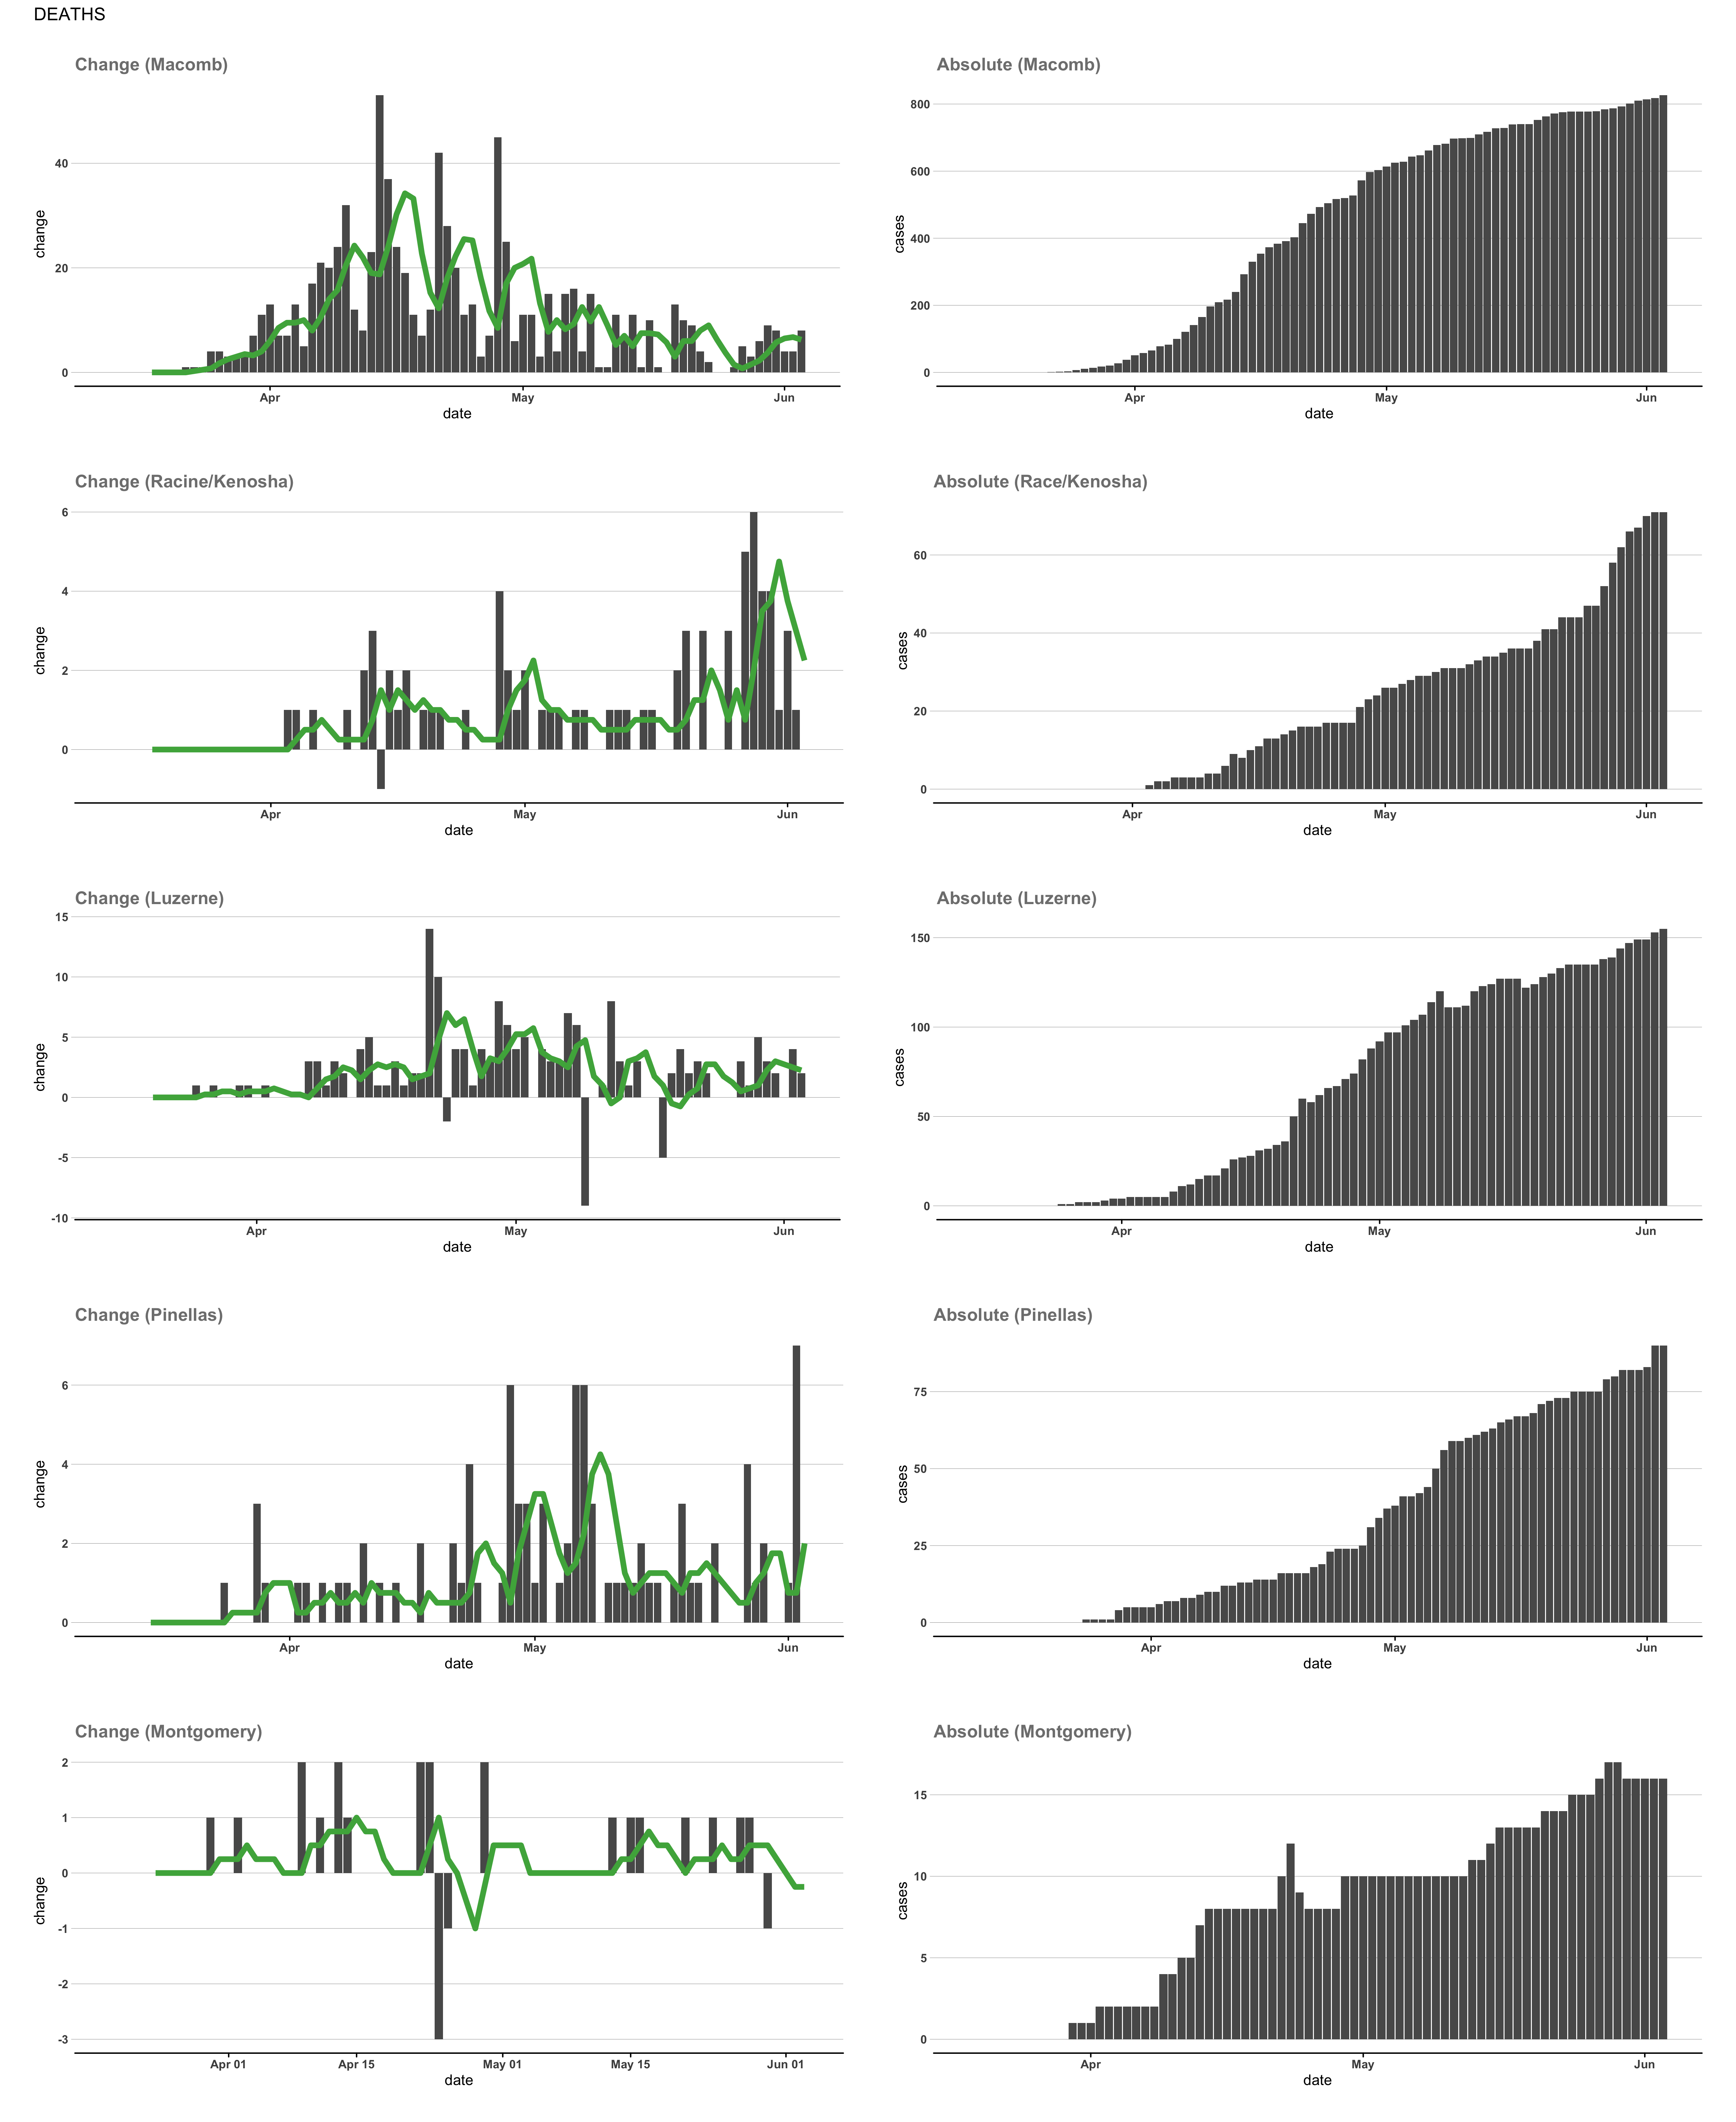 DEATHS
Change (Macomb)
Absolute (Macomb)
change
40
20
0
Apr
May
Jun
date
cases
800
600
400
200
0
Apr
May
Jun
date
Change (Racine/Kenosha)
Absolute (Race/Kenosha)
change
6
4
2
0
Apr
May
Jun
date
cases
60
40
20
0
Apr
May
Jun
date
Change (Luzerne)
Absolute (Luzerne)
change
15
10
5
0
-5
-10
Apr
May
Jun
date
cases
150
100
50
0
Apr
May
Jun
date
Change (Pinellas)
Absolute (Pinellas)
change
6
4
2
0
Apr
May
Jun
date
cases
75
50
25
0
Apr
May
Jun
date
Change (Montgomery)
Absolute (Montgomery)
change
2
1
0
-1
-2
-3
Apr 01
Apr 15
May 01
May 15
Jun 01
date
cases
15
10
5
0
Apr
May
Jun
date